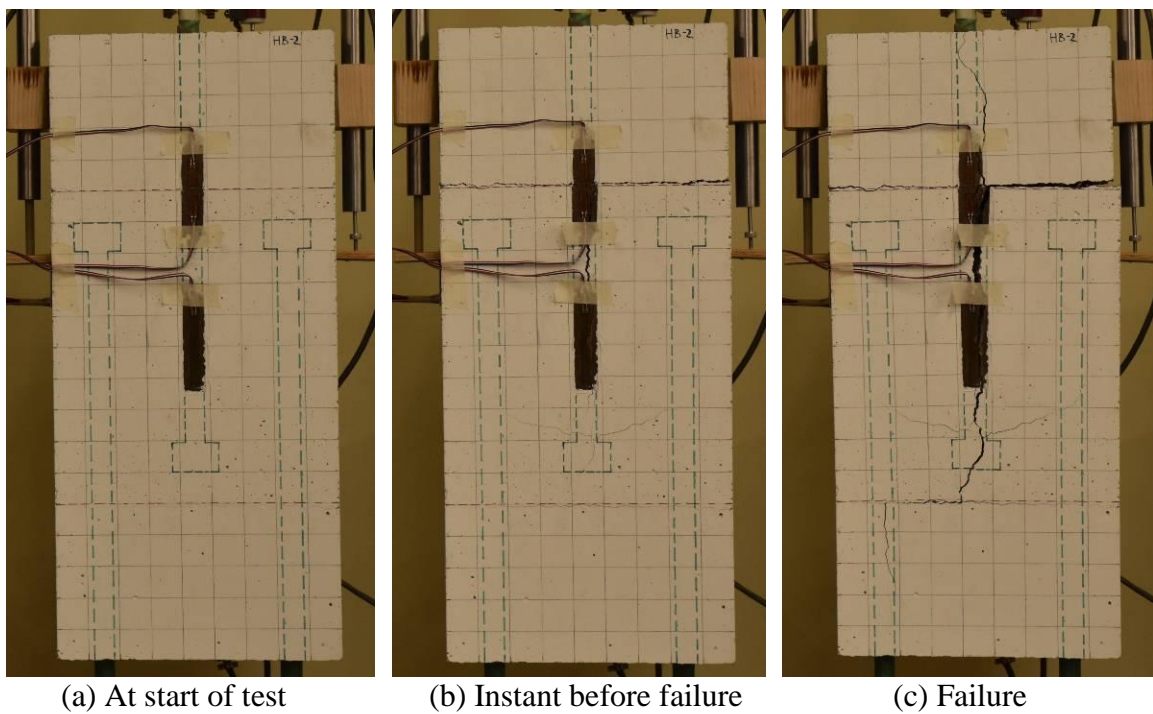 HB-2
HB-2
HB-2
(a) At start of test
(b) Instant before failure
(c) Failure